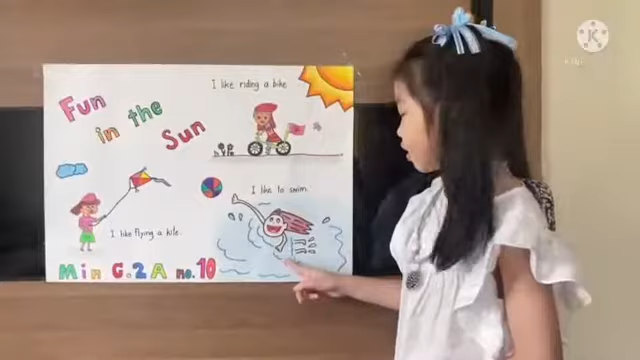 Fun
in the
Sun
I like riding a bike
I like to swim.
I like flying a kite.
Min G.2A no.10
K